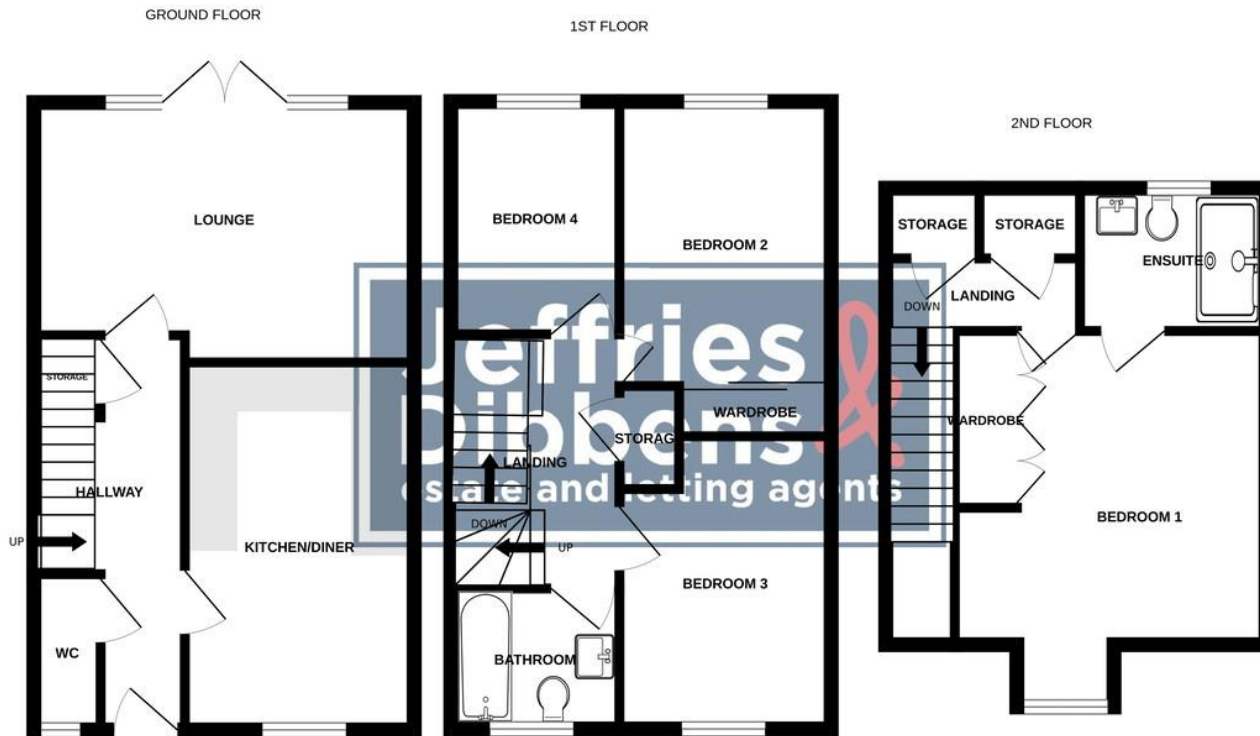 GROUND FLOOR
LOUNGE
STORAGE
HALLWAY
UP
KITCHEN/DINER
WC
1ST FLOOR
BEDROOM 4
BEDROOM 2
WARDROBE
STORAG
LANDING
DOWN
UP
BEDROOM 3
BATHROOM
2ND FLOOR
STORAGE
STORAGE
ENSUITE
LANDING
DOWN
WARDROBE
BEDROOM 1
Jeffries
Dibbens &
estate and letting agents